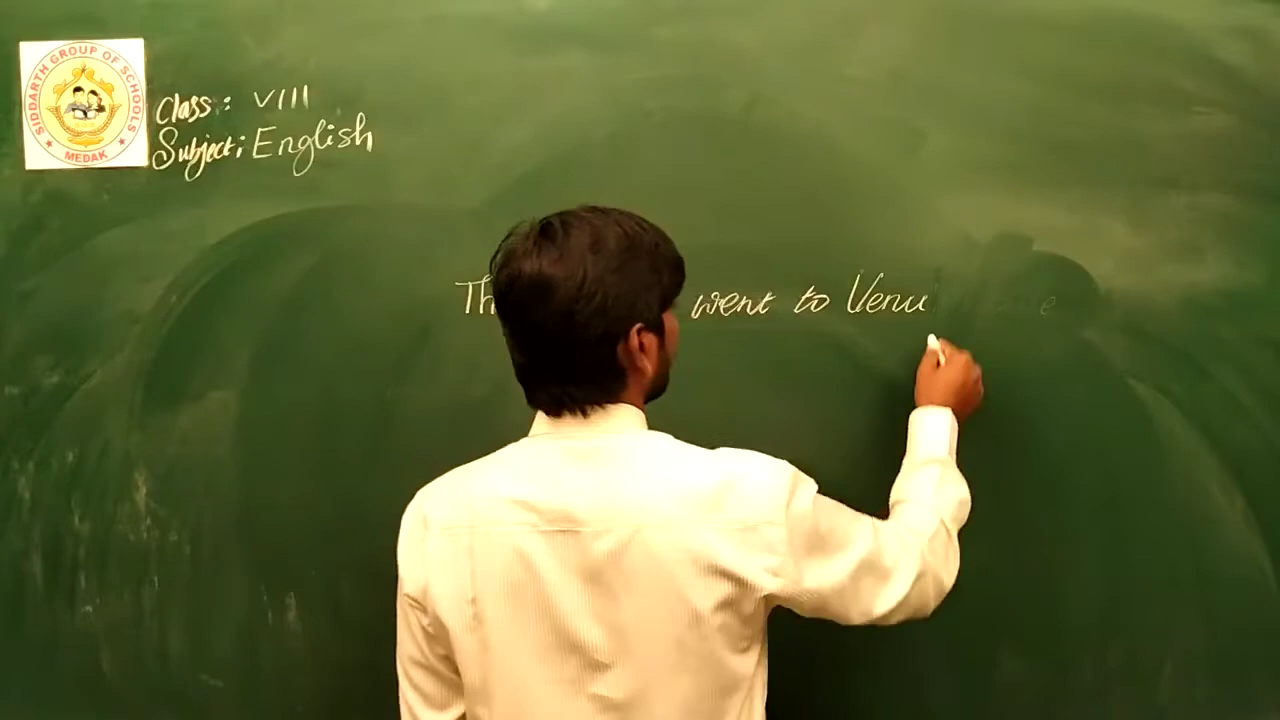 SIDDARTH GROUP OF SCHOOLS
MEDAK
Class: VIII
Subject: English
Th went to Venu